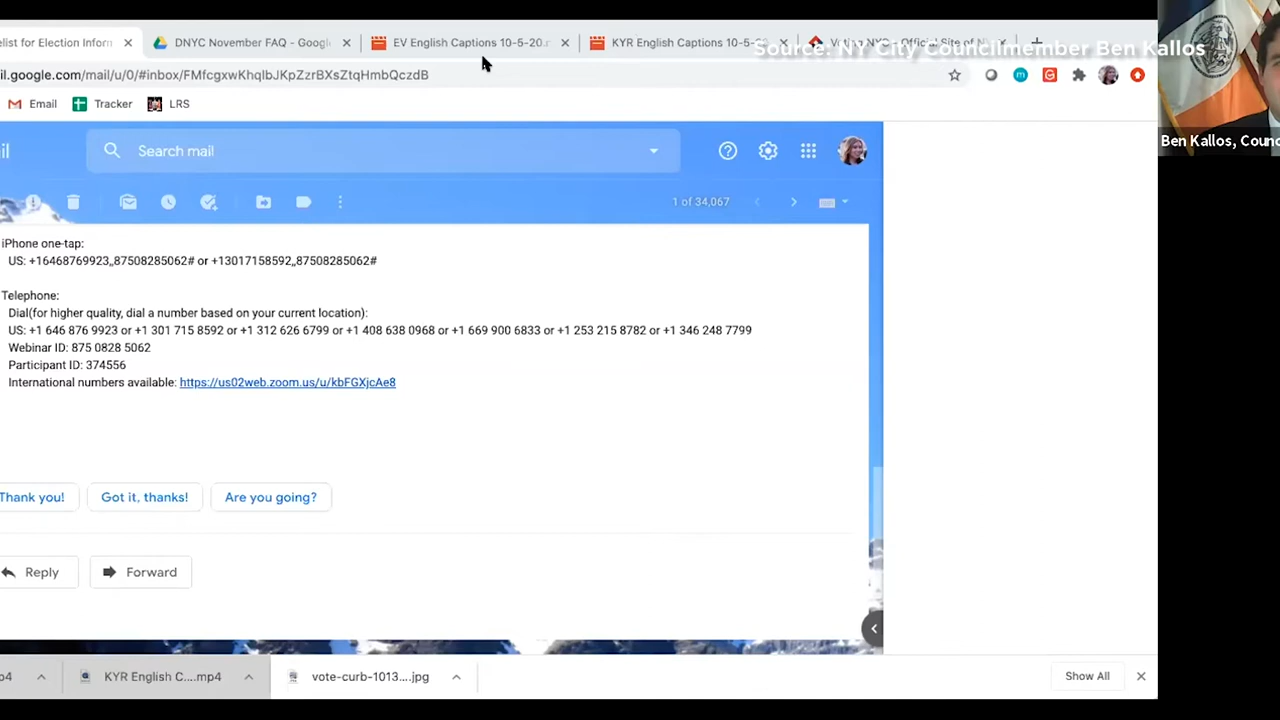 elist for Election Inforn
DNYC November FAQ - Googl
EV English Captions 10-5-20.n
KYR English Captions 10-5-
Source: NY City Councilmember Ben Kallos
il.google.com/mail/u/0/#inbox/FMfcgxwKhqlbJKpZzrBXsZtqHmbQczdB
Email
Tracker
LRS
Ben Kallos, Counc
il
Search mail
1 of 34,067
iPhone one-tap:
US: +16468769923,,87508285062# or +13017158592,,87508285062#
Telephone:
Dial(for higher quality, dial a number based on your current location):
US: +1 646 876 9923 or +1 301 715 8592 or +1 312 626 6799 or +1 408 638 0968 or +1 669 900 6833 or +1 253 215 8782 or +1 346 248 7799
Webinar ID: 875 0828 5062
Participant ID: 374556
International numbers available: https://us02web.zoom.us/u/kbFGXjcAe8
Thank you!
Got it, thanks!
Are you going?
Reply
Forward
p4
KYR English C....mp4
vote-curb-1013....jpg
Show All